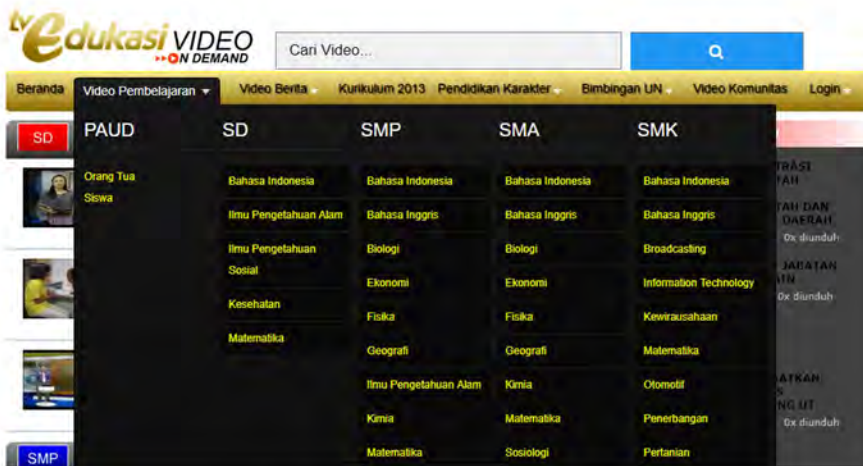 tv edukasi VIDEO
ON DEMAND
Cari Video...
Beranda
Video Pembelajaran
Video Berita
Kurikulum 2013
Pendidikan Karakter
Bimbingan UN
Video Komunitas
Login
SD
PAUD
Orang Tua
Siswa
SD
Bahasa Indonesia
Ilmu Pengetahuan Alam
Ilmu Pengetahuan
Sosial
Kesehatan
Matematika
SMP
Bahasa Indonesia
Bahasa Inggris
Biologi
Ekonomi
Fisika
Geografi
Ilmu Pengetahuan Alam
Kimia
Matematika
SMA
Bahasa Indonesia
Bahasa Inggris
Biologi
Ekonomi
Fisika
Geografi
Kimia
Matematika
Sosiologi
SMK
Bahasa Indonesia
Bahasa Inggris
Broadcasting
Information Technology
Kewirausahaan
Matematika
Otomotif
Penerbangan
Pertanian
DAN
DAERAH
0x diunduh
JABATAN
0x diunduh
0x diunduh
SMP